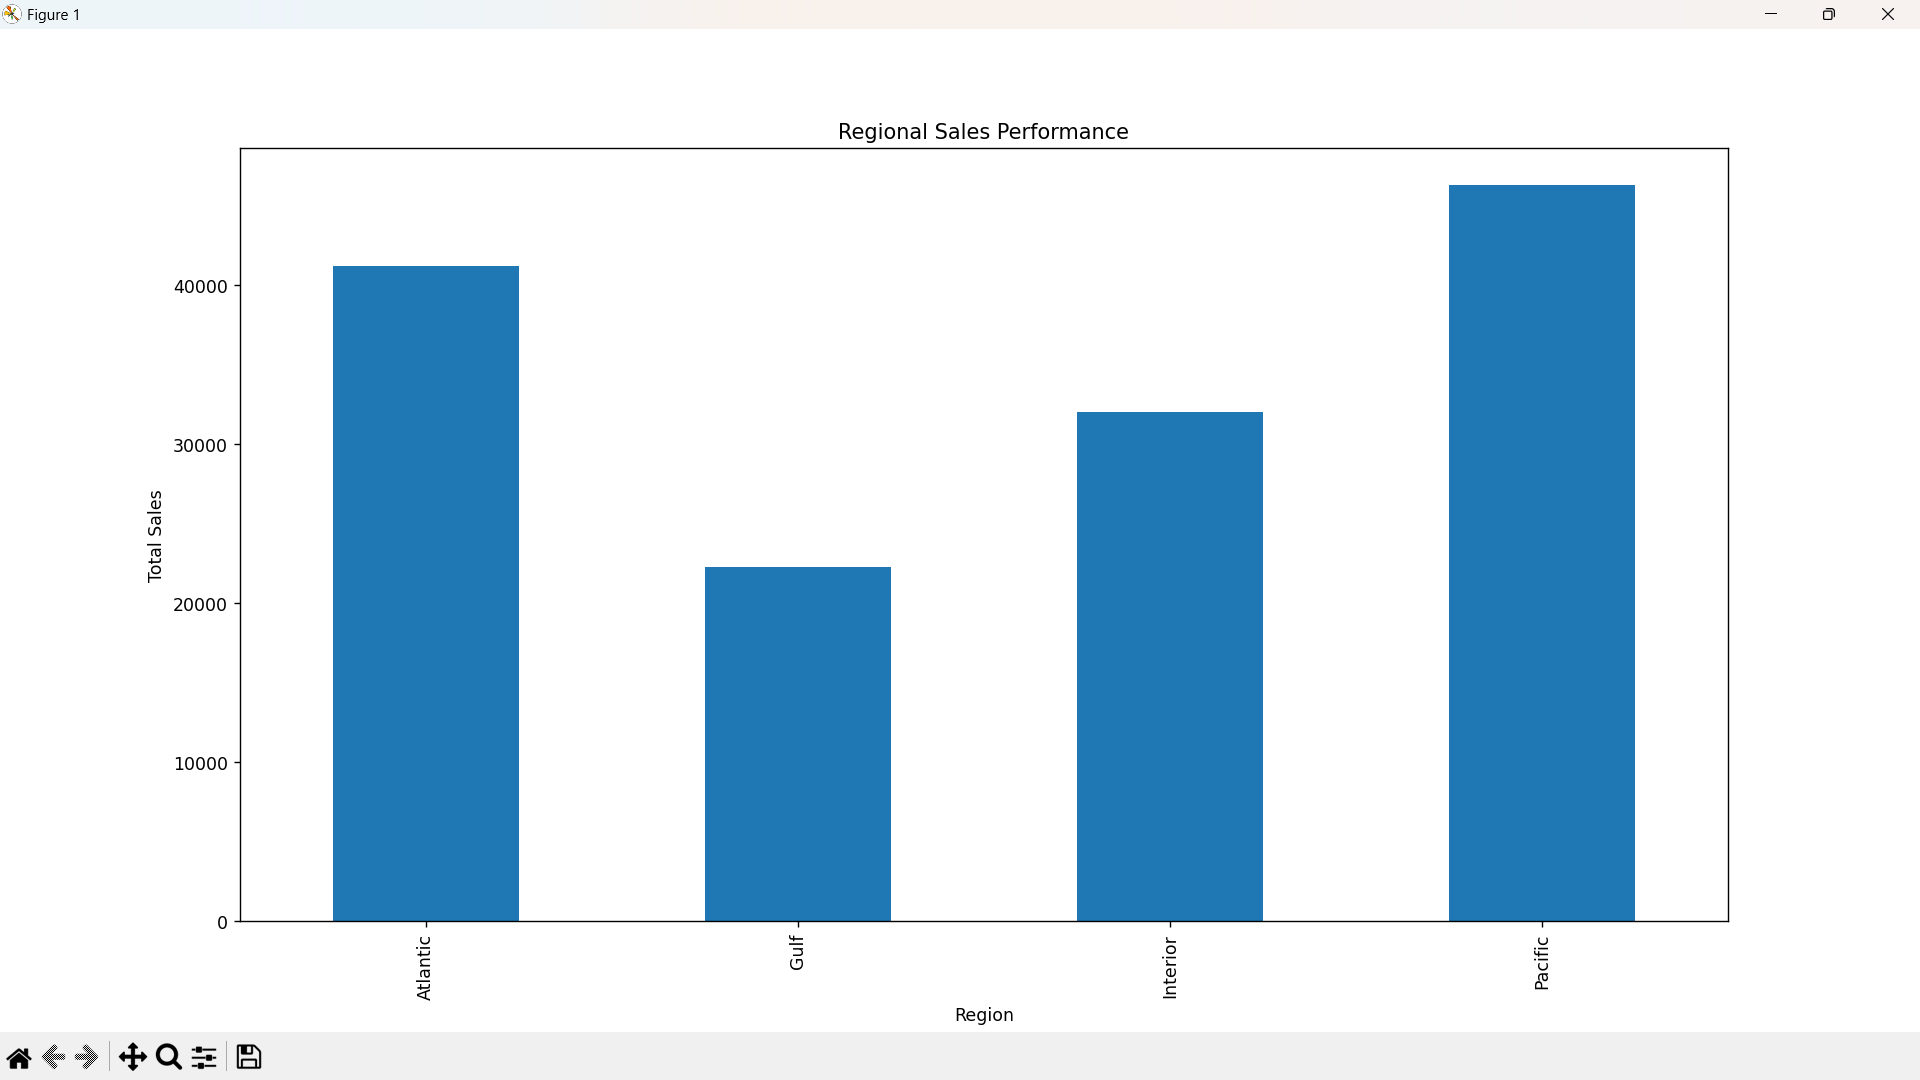 Figure 1
Regional Sales Performance
Total Sales
40000
30000
20000
10000
0
Atlantic
Gulf
Interior
Pacific
Region